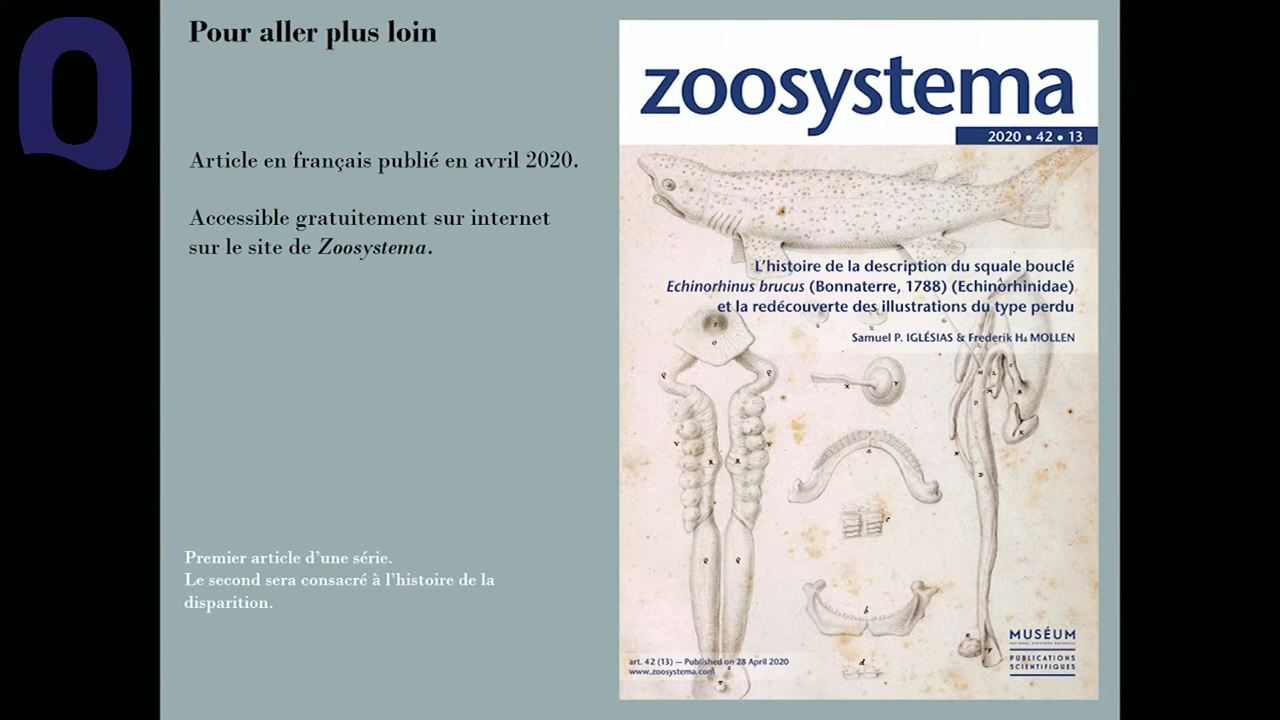 Pour aller plus loin
Article en français publié en avril 2020.
Accessible gratuitement sur internet
sur le site de Zoosystema.
Premier article d'une série.
Le second sera consacré à l'histoire de la
disparition.
zoosystema
2020 • 42 • 13
L'histoire de la description du squale bouclé
Echinorhinus brucus (Bonnaterre, 1788) (Echinorhinidae)
et la redécouverte des illustrations du type perdu
Samuel P. IGLÉSIAS & Frederik H. MOLLEN
art. 42 (13) — Published on 28 April 2020
www.zoosystema.com
MUSÉUM
PUBLICATIONS
SCIENTIFIQUES